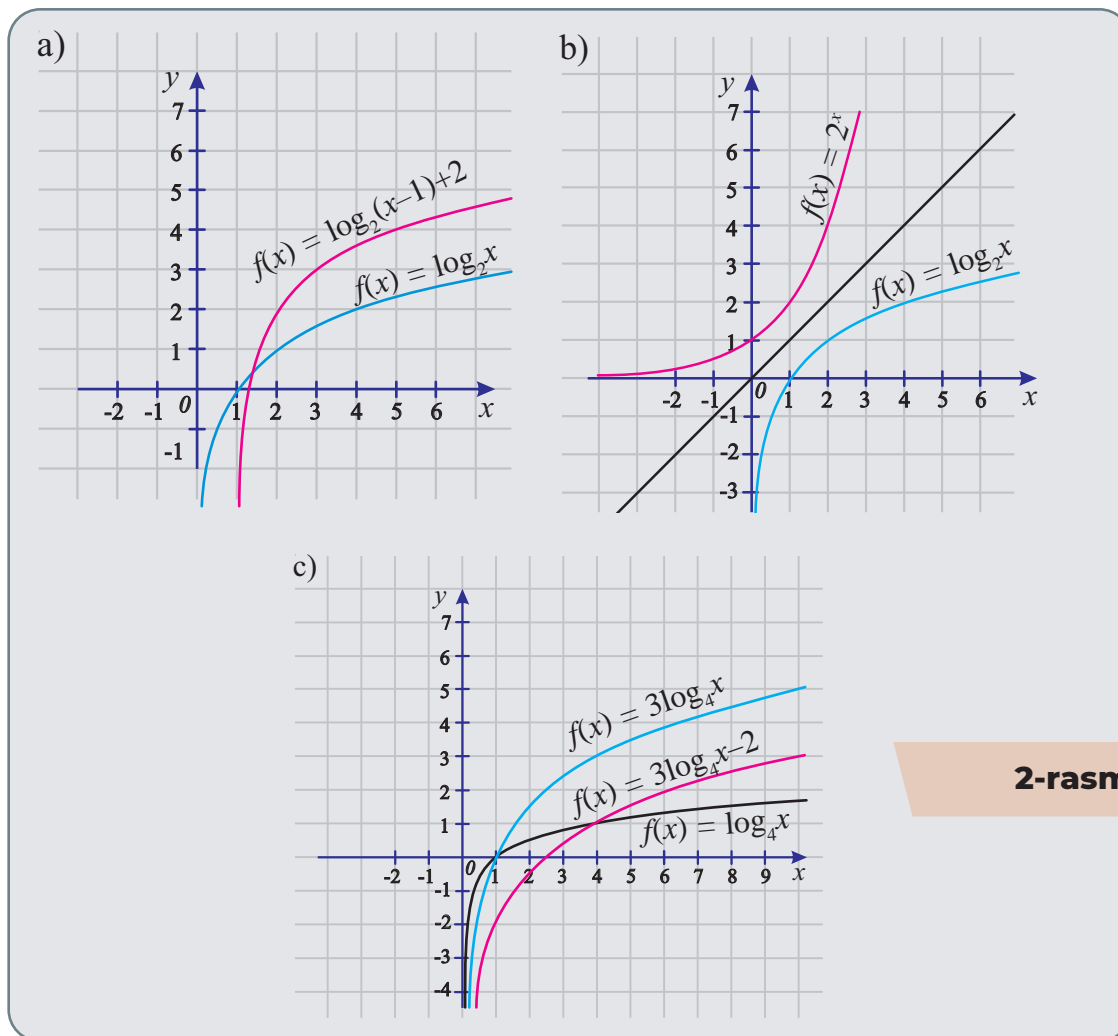 a)
y
7
6
5
4
3
2
1
-1
-2 -1 0 1 2 3 4 5 6 x
f(x) = log₂(x–1)+2
f(x) = log₂x
b)
y
7
6
5
4
3
2
1
-1
-2
-3
-2 -1 0 1 2 3 4 5 6 x
f(x) = 2ˣ
f(x) = log₂x
c)
y
7
6
5
4
3
2
1
-1
-2
-3
-4
-2 -1 0 1 2 3 4 5 6 7 8 9 x
f(x) = 3log₄x
f(x) = 3log₄x–2
f(x) = log₄x
2-rasm